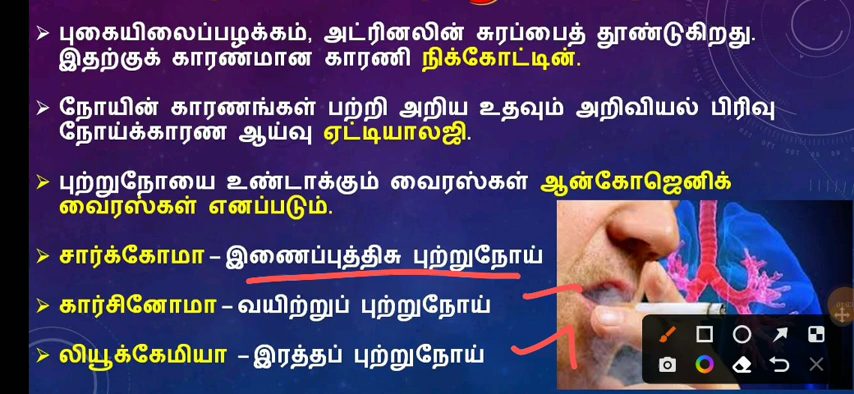 புகையிலைப்பழக்கம், அட்ரினலின் சுரப்பைத் தூண்டுகிறது.
இதற்குக் காரணமான காரணி நிக்கோட்டின்.
நோயின் காரணங்கள் பற்றி அறிய உதவும் அறிவியல் பிரிவு
நோய்க்காரண ஆய்வு ஏட்டியாலஜி.
புற்றுநோயை உண்டாக்கும் வைரஸ்கள் ஆன்கோஜெனிக்
வைரஸ்கள் எனப்படும்.
சார்க்கோமா – இணைப்புத்திசு புற்றுநோய்
கார்சினோமா – வயிற்றுப் புற்றுநோய்
லியூக்கேமியா – இரத்தப் புற்றுநோய்